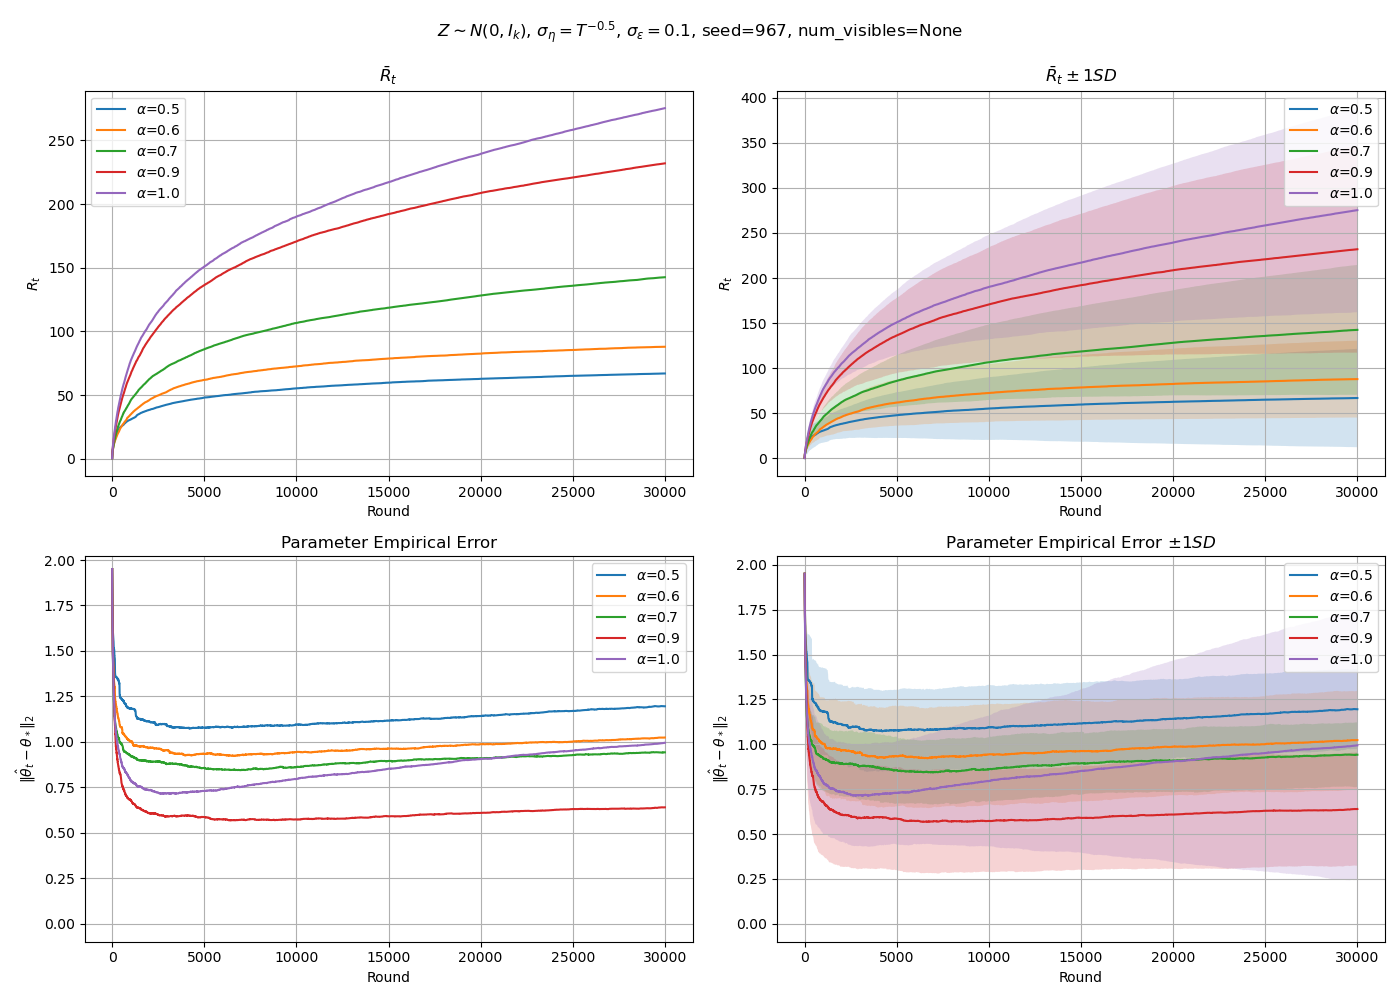 Z ∼ N(0, I_k), σ_η = T^{−0.5}, σ_ε = 0.1, seed=967, num_visibles=None
R̄_t
R_t
250
200
150
100
50
0
α=0.5
α=0.6
α=0.7
α=0.9
α=1.0
0 5000 10000 15000 20000 25000 30000
Round
R̄_t ± 1SD
R_t
400
350
300
250
200
150
100
50
0
α=0.5
α=0.6
α=0.7
α=0.9
α=1.0
0 5000 10000 15000 20000 25000 30000
Round
Parameter Empirical Error
‖θ̂_t − θ_*‖_2
2.00
1.75
1.50
1.25
1.00
0.75
0.50
0.25
0.00
α=0.5
α=0.6
α=0.7
α=0.9
α=1.0
0 5000 10000 15000 20000 25000 30000
Round
Parameter Empirical Error ±1SD
‖θ̂_t − θ_*‖_2
2.00
1.75
1.50
1.25
1.00
0.75
0.50
0.25
0.00
α=0.5
α=0.6
α=0.7
α=0.9
α=1.0
0 5000 10000 15000 20000 25000 30000
Round